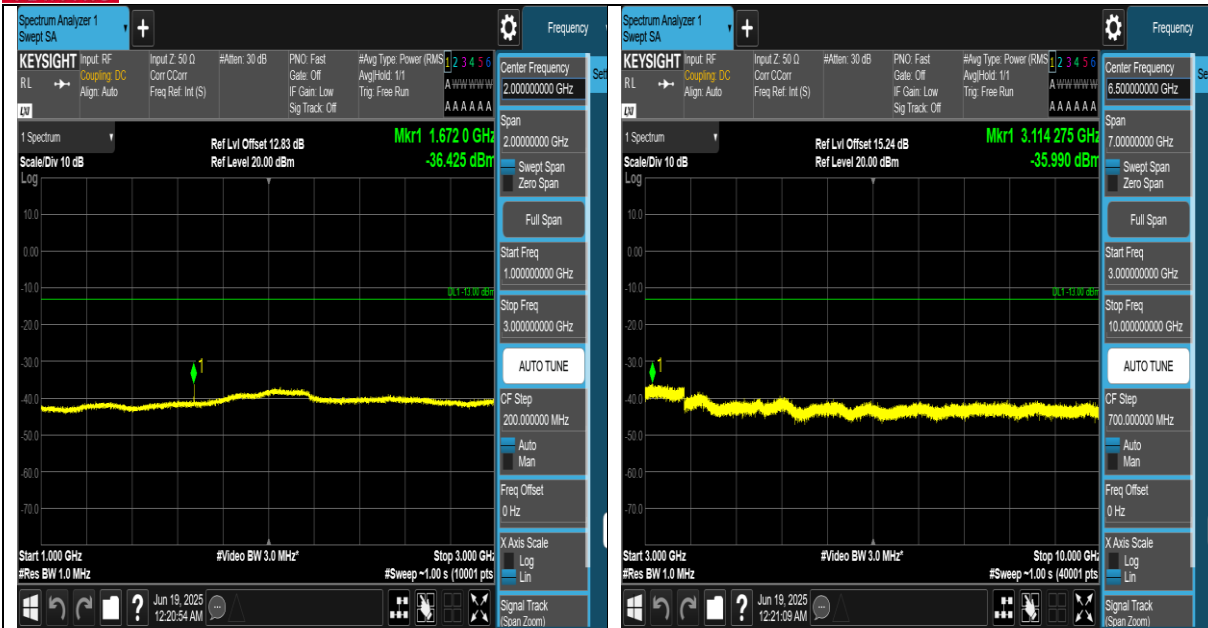 Spectrum Analyzer 1
Swept SA
Frequency
KEYSIGHT
Input: RF
Coupling: DC
Align: Auto
Input Z: 50 Ω
Corr CCorr
Freq Ref: Int (S)
#Atten: 30 dB
PNO: Fast
Gate: Off
IF Gain: Low
Sig Track: Off
#Avg Type: Power (RMS
Avg|Hold: 1/1
Trig: Free Run
1 2 3 4 5 6
A W W W W W
A A A A A A
RL
LXI
Center Frequency
2.000000000 GHz
Sett
Span
2.00000000 GHz
Swept Span
Zero Span
Full Span
Start Freq
1.000000000 GHz
Stop Freq
3.000000000 GHz
AUTO TUNE
CF Step
200.000000 MHz
Auto
Man
Freq Offset
0 Hz
X Axis Scale
Log
Lin
Signal Track
(Span Zoom)
1 Spectrum
Scale/Div 10 dB
Log
Ref Lvl Offset 12.83 dB
Ref Level 20.00 dBm
Mkr1 1.672 0 GHz
-36.425 dBm
10.0
0.00
-10.0
DL1 -13.00 dBm
-20.0
-30.0
1
-40.0
-50.0
-60.0
-70.0
Start 1.000 GHz
#Res BW 1.0 MHz
#Video BW 3.0 MHz*
Stop 3.000 GHz
#Sweep ~1.00 s (10001 pts
?
Jun 19, 2025
12:20:54 AM
Spectrum Analyzer 1
Swept SA
Frequency
KEYSIGHT
Input: RF
Coupling: DC
Align: Auto
Input Z: 50 Ω
Corr CCorr
Freq Ref: Int (S)
#Atten: 30 dB
PNO: Fast
Gate: Off
IF Gain: Low
Sig Track: Off
#Avg Type: Power (RMS
Avg|Hold: 1/1
Trig: Free Run
1 2 3 4 5 6
A W W W W W
A A A A A A
RL
LXI
Center Frequency
6.500000000 GHz
Se
Span
7.00000000 GHz
Swept Span
Zero Span
Full Span
Start Freq
3.000000000 GHz
Stop Freq
10.000000000 GHz
AUTO TUNE
CF Step
700.000000 MHz
Auto
Man
Freq Offset
0 Hz
X Axis Scale
Log
Lin
Signal Track
(Span Zoom)
1 Spectrum
Scale/Div 10 dB
Log
Ref Lvl Offset 15.24 dB
Ref Level 20.00 dBm
Mkr1 3.114 275 GHz
-35.990 dBm
10.0
0.00
-10.0
DL1 -13.00 dBm
-20.0
-30.0
1
-40.0
-50.0
-60.0
-70.0
Start 3.000 GHz
#Res BW 1.0 MHz
#Video BW 3.0 MHz*
Stop 10.000 GHz
#Sweep ~1.00 s (40001 pts
?
Jun 19, 2025
12:21:09 AM